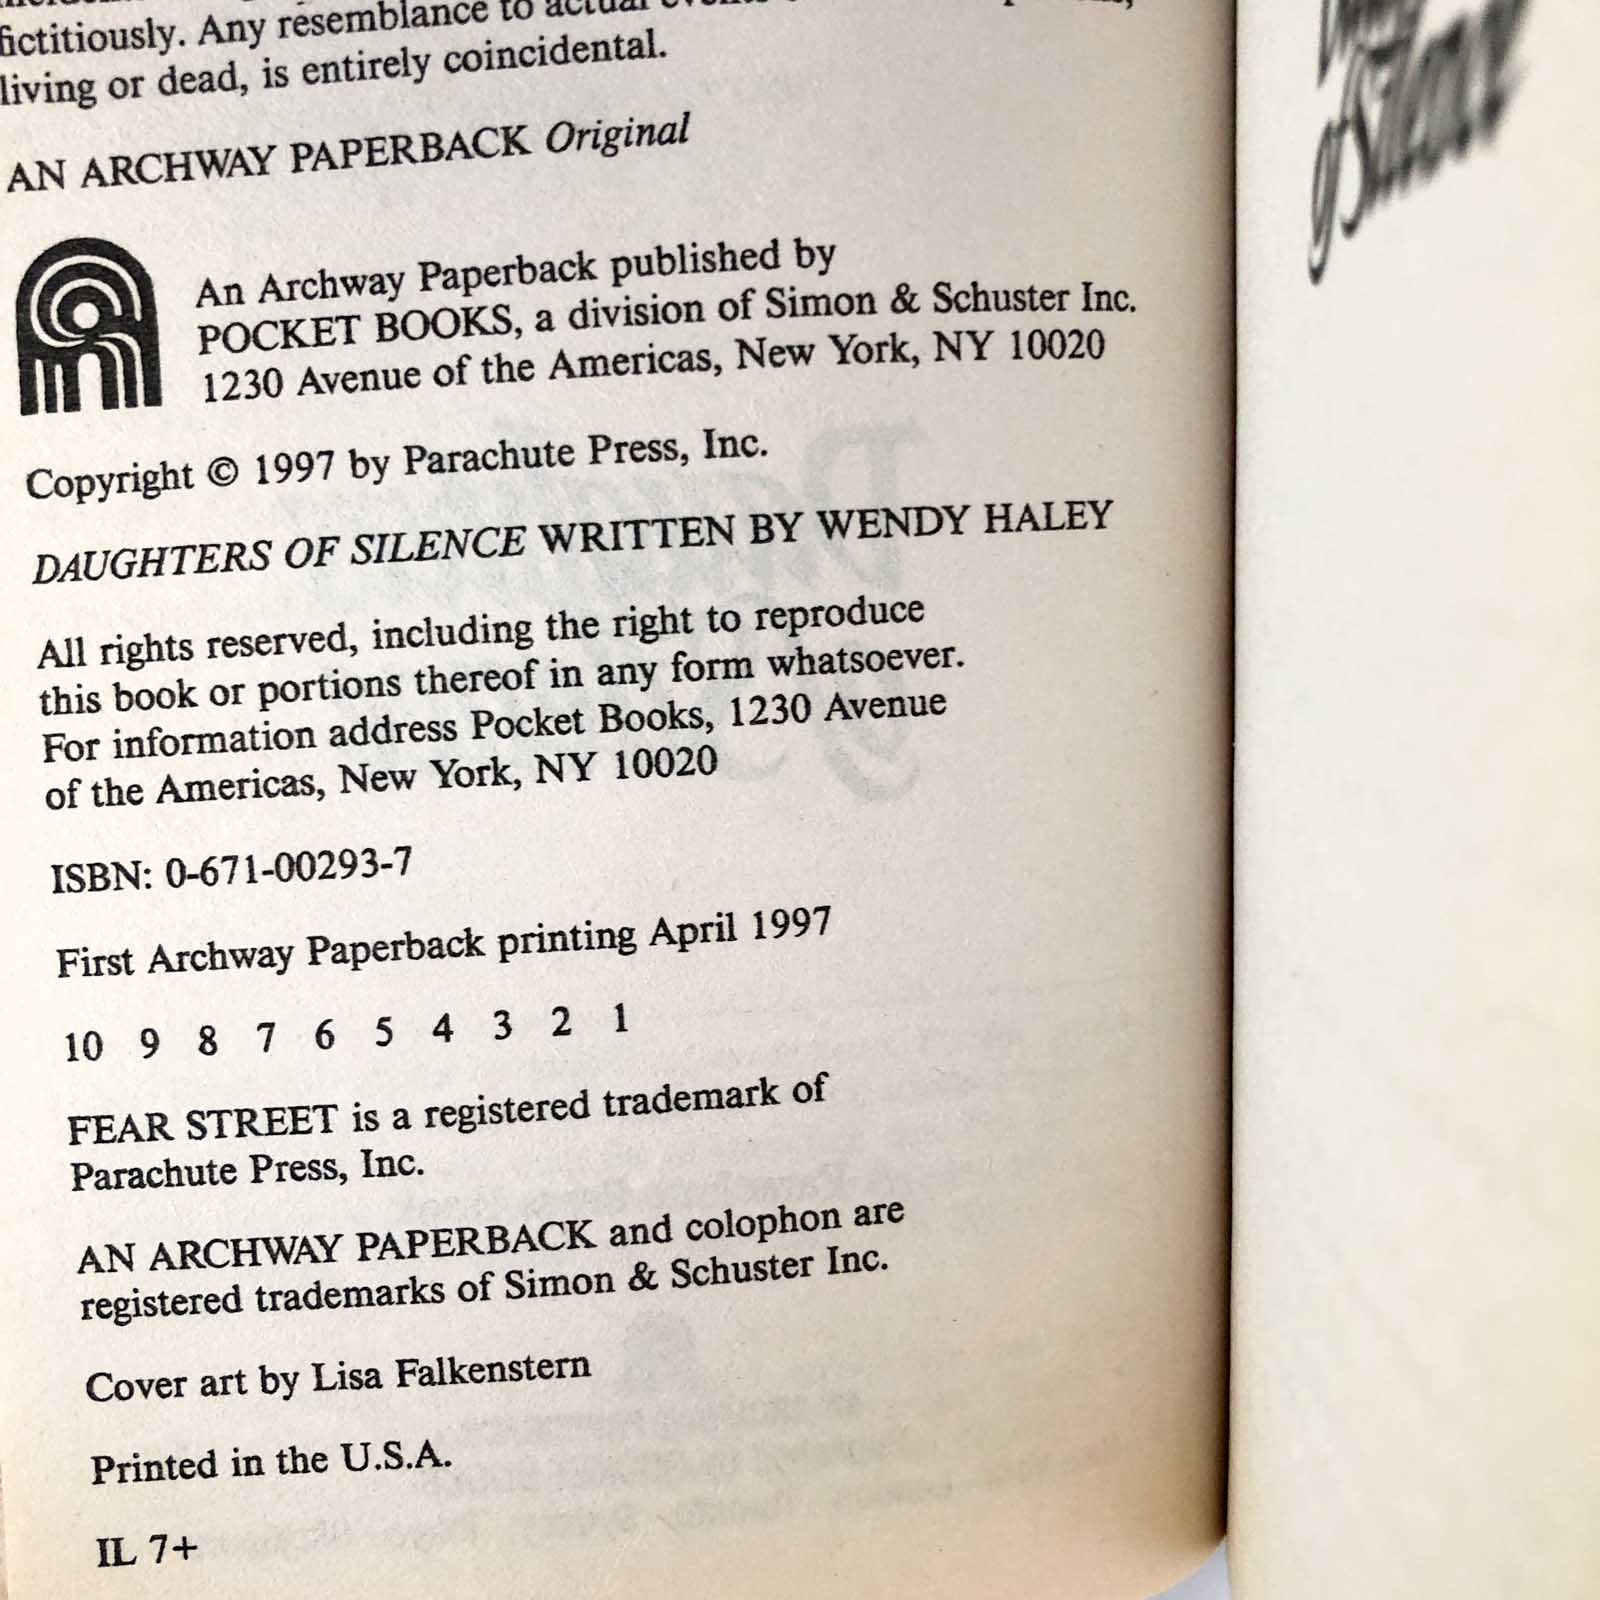 fictitiously. Any resemblance to actual events
living or dead, is entirely coincidental.
AN ARCHWAY PAPERBACK Original
An Archway Paperback published by
POCKET BOOKS, a division of Simon & Schuster Inc.
1230 Avenue of the Americas, New York, NY 10020
Copyright © 1997 by Parachute Press, Inc.
DAUGHTERS OF SILENCE WRITTEN BY WENDY HALEY
All rights reserved, including the right to reproduce
this book or portions thereof in any form whatsoever.
For information address Pocket Books, 1230 Avenue
of the Americas, New York, NY 10020
ISBN: 0-671-00293-7
First Archway Paperback printing April 1997
10 9 8 7 6 5 4 3 2 1
FEAR STREET is a registered trademark of
Parachute Press, Inc.
AN ARCHWAY PAPERBACK and colophon are
registered trademarks of Simon & Schuster Inc.
Cover art by Lisa Falkenstern
Printed in the U.S.A.
IL 7+
of Silence